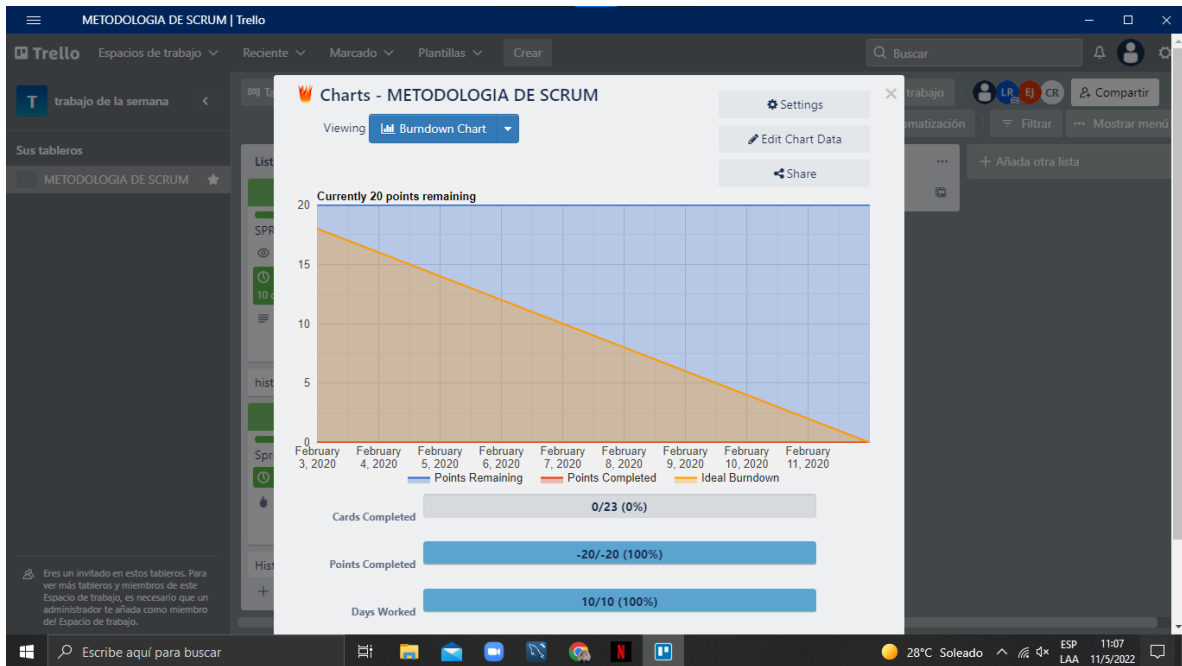 METODOLOGIA DE SCRUM | Trello
Trello Espacios de trabajo Reciente Marcado Plantillas Crear Buscar
T trabajo de la semana
trabajo LR EJ CR Compartir
Filtrar Mostrar menú
Sus tableros
METODOLOGIA DE SCRUM
Añada otra lista
Charts - METODOLOGIA DE SCRUM
Viewing Burndown Chart
Settings
Edit Chart Data
Share
Currently 20 points remaining
20
15
10
5
0
February 3, 2020
February 4, 2020
February 5, 2020
February 6, 2020
February 7, 2020
February 8, 2020
February 9, 2020
February 10, 2020
February 11, 2020
Points Remaining Points Completed Ideal Burndown
Cards Completed 0/23 (0%)
Points Completed -20/-20 (100%)
Days Worked 10/10 (100%)
Eres un invitado en estos tableros. Para
ver más tableros y miembros de este
Espacio de trabajo, es necesario que un
administrador te añada como miembro
del Espacio de trabajo.
Escribe aquí para buscar
28°C Soleado
ESP
LAA
11:07
11/5/2022